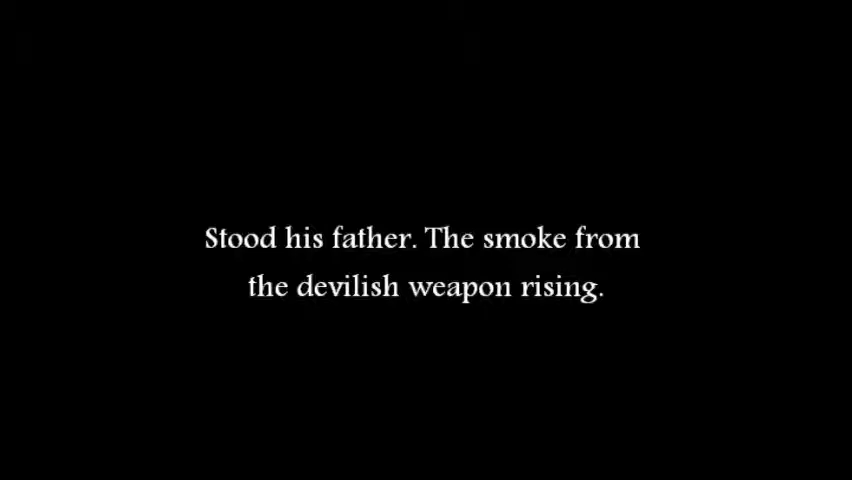 Stood his father. The smoke from
the devilish weapon rising.